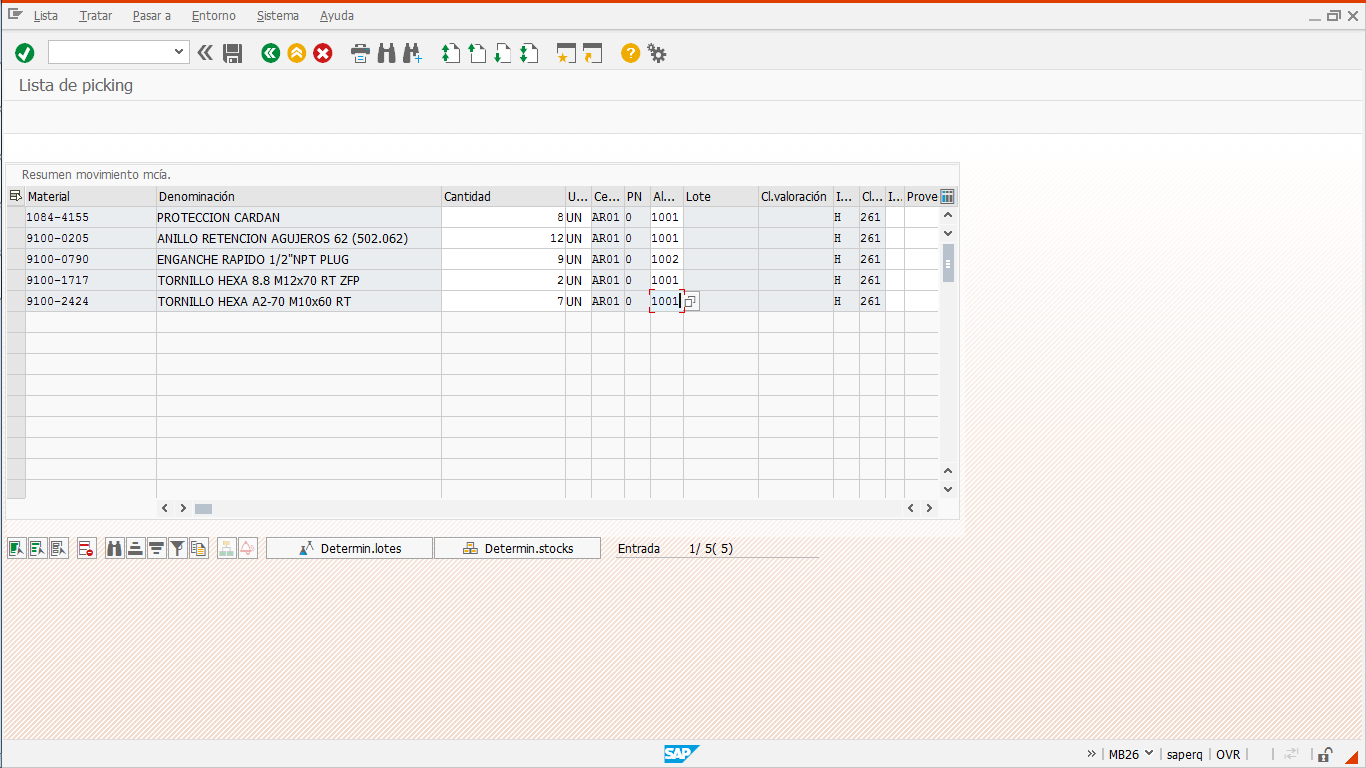 Lista Tratar Pasar a Entorno Sistema Ayuda
Lista de picking
Resumen movimiento mcía.
Material Denominación Cantidad U... Ce... PN Al... Lote Cl.valoración I... Cl... I... Prove
1084-4155 PROTECCION CARDAN 8 UN AR01 0 1001 H 261
9100-0205 ANILLO RETENCION AGUJEROS 62 (502.062) 12 UN AR01 0 1001 H 261
9100-0790 ENGANCHE RAPIDO 1/2"NPT PLUG 9 UN AR01 0 1002 H 261
9100-1717 TORNILLO HEXA 8.8 M12x70 RT ZFP 2 UN AR01 0 1001 H 261
9100-2424 TORNILLO HEXA A2-70 M10x60 RT 7 UN AR01 0 1001 H 261
Determin.lotes Determin.stocks Entrada 1/ 5( 5)
SAP MB26 saperq OVR